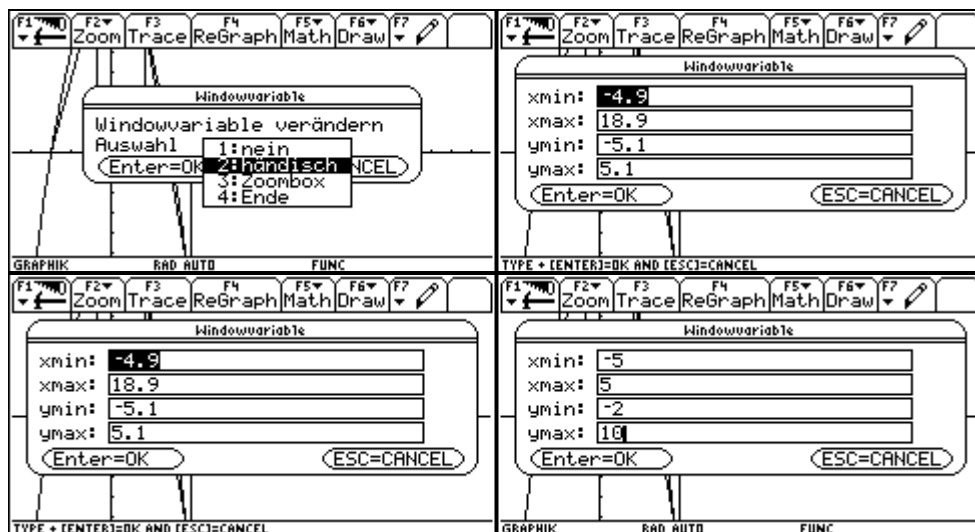 F1 F2 F3 F4 F5 F6 F7
Zoom Trace ReGraph Math Draw
Windowvariable
Windowvariable verändern
Auswahl
1:nein
2:händisch
3:Zoombox
4:Ende
Enter=OK NCEL
GRAPHIK RAD AUTO FUNC
F1 F2 F3 F4 F5 F6 F7
Zoom Trace ReGraph Math Draw
Windowvariable
xmin: -4.9
xmax: 18.9
ymin: -5.1
ymax: 5.1
Enter=OK ESC=CANCEL
TYPE + [ENTER]=OK AND [ESC]=CANCEL
F1 F2 F3 F4 F5 F6 F7
Zoom Trace ReGraph Math Draw
Windowvariable
xmin: -4.9
xmax: 18.9
ymin: -5.1
ymax: 5.1
Enter=OK ESC=CANCEL
TYPE + [ENTER]=OK AND [ESC]=CANCEL
F1 F2 F3 F4 F5 F6 F7
Zoom Trace ReGraph Math Draw
Windowvariable
xmin: -5
xmax: 5
ymin: -2
ymax: 10
Enter=OK ESC=CANCEL
GRAPHIK RAD AUTO FUNC